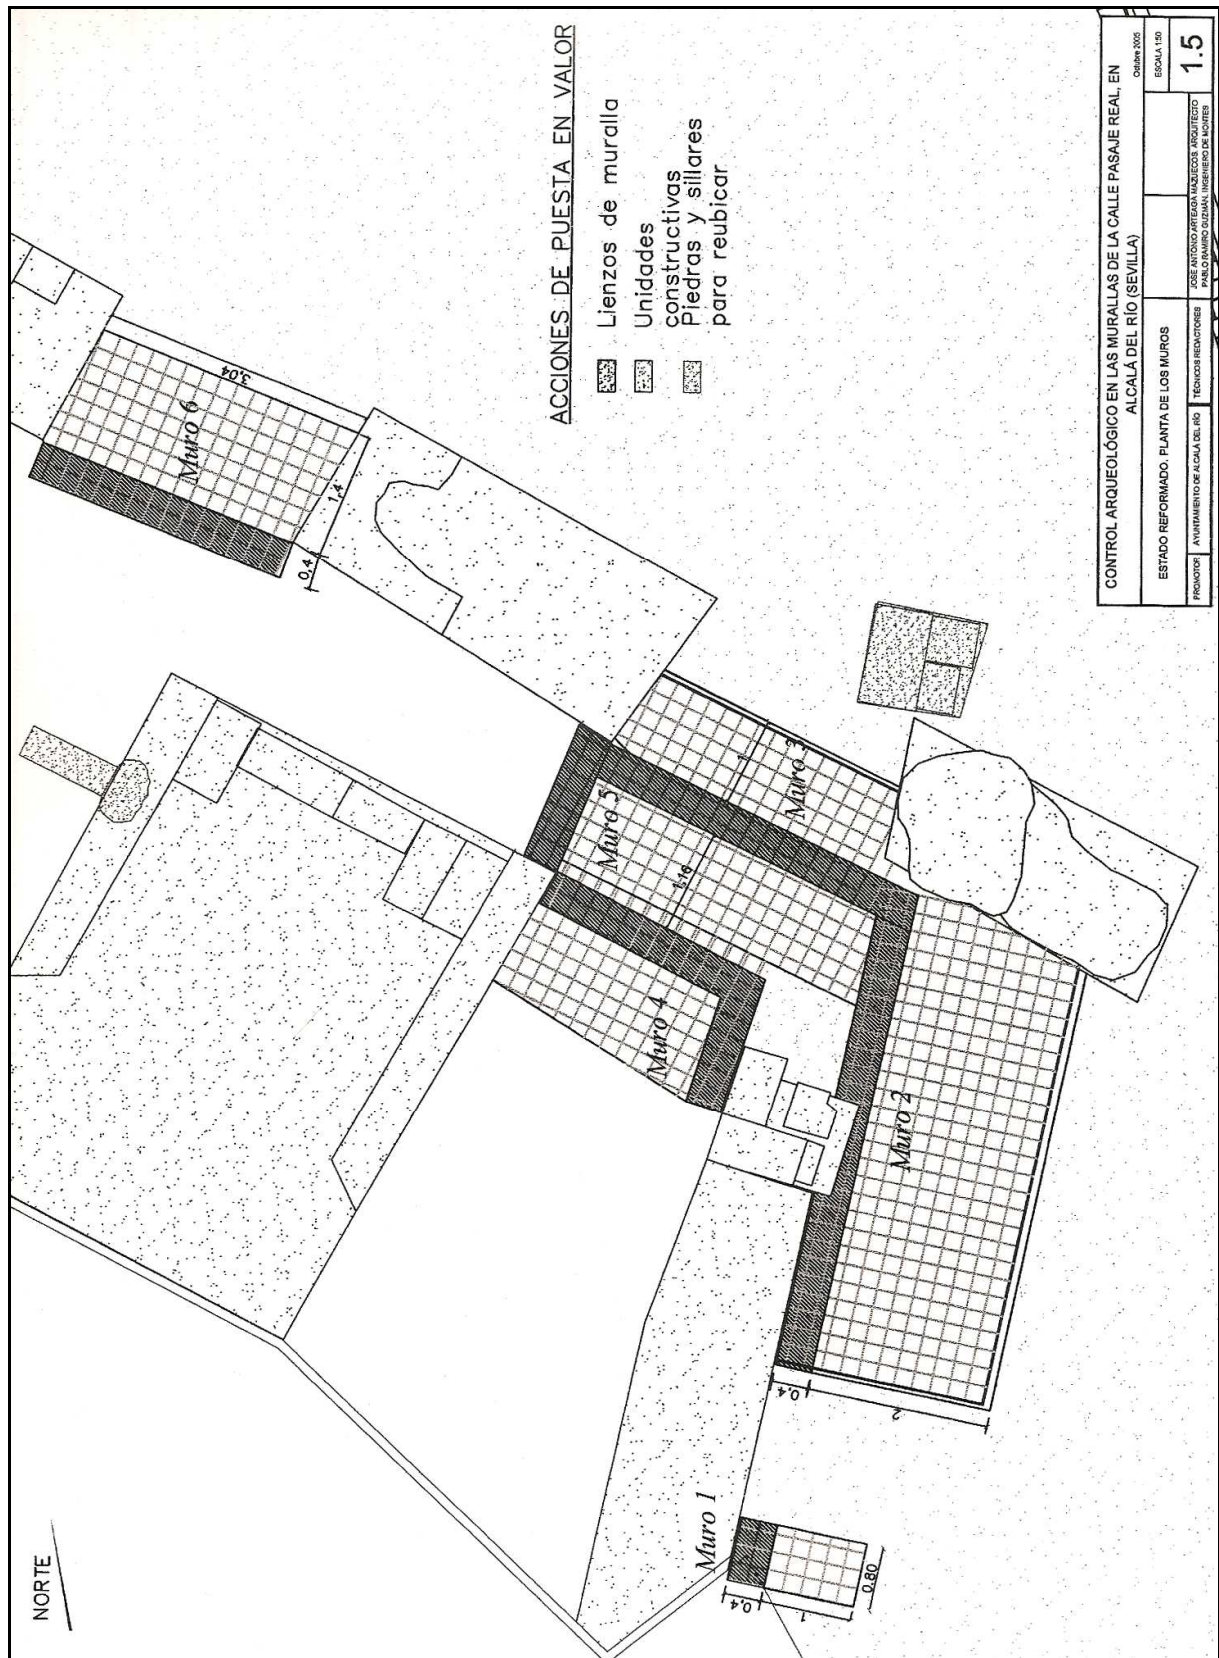 NORTE
ACCIONES DE PUESTA EN VALOR
Lienzos de muralla
Unidades
constructivas
Piedras y sillares
para reubicar
Muro 6
3,04
1,4
0,4
Muro 5
Muro 3
1
1,16
Muro 4
Muro 2
0,4
2
Muro 1
0,4
1
0,80
CONTROL ARQUEOLÓGICO EN LAS MURALLAS DE LA CALLE PASAJE REAL, EN
ALCALÁ DEL RÍO (SEVILLA)
Octubre 2005
ESTADO REFORMADO. PLANTA DE LOS MUROS
ESCALA 1:50
1.5
PROMOTOR
AYUNTAMIENTO DE ALCALÁ DEL RÍO
TÉCNICOS REDACTORES
JOSE ANTONIO ARTEAGA MAZUECOS. ARQUITECTO
PABLO RAMIRO GUZMÁN. INGENIERO DE MONTES